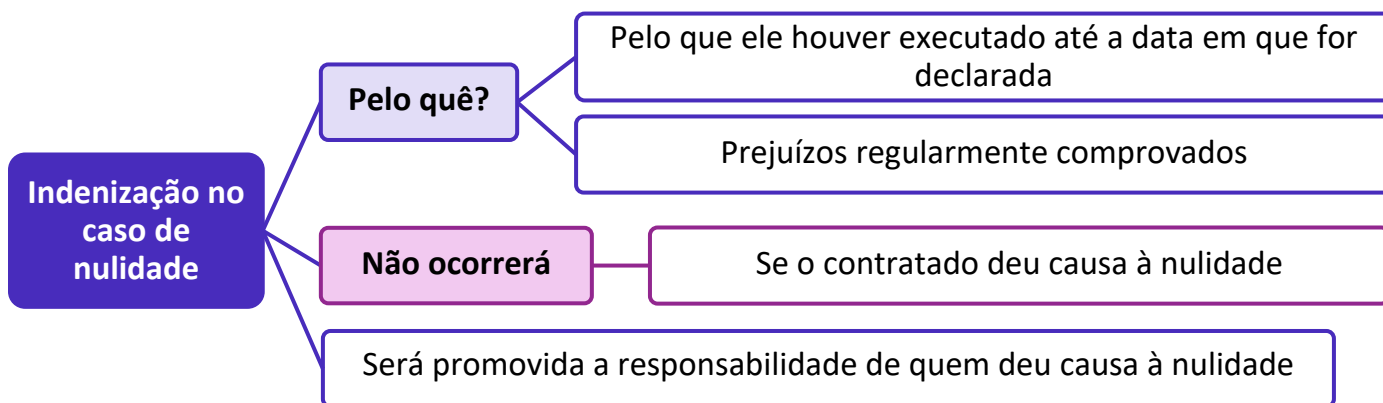 Pelo que ele houver executado até a data em que for
declarada
Pelo quê?
Prejuízos regularmente comprovados
Indenização no
caso de
nulidade
Não ocorrerá
Se o contratado deu causa à nulidade
Será promovida a responsabilidade de quem deu causa à nulidade